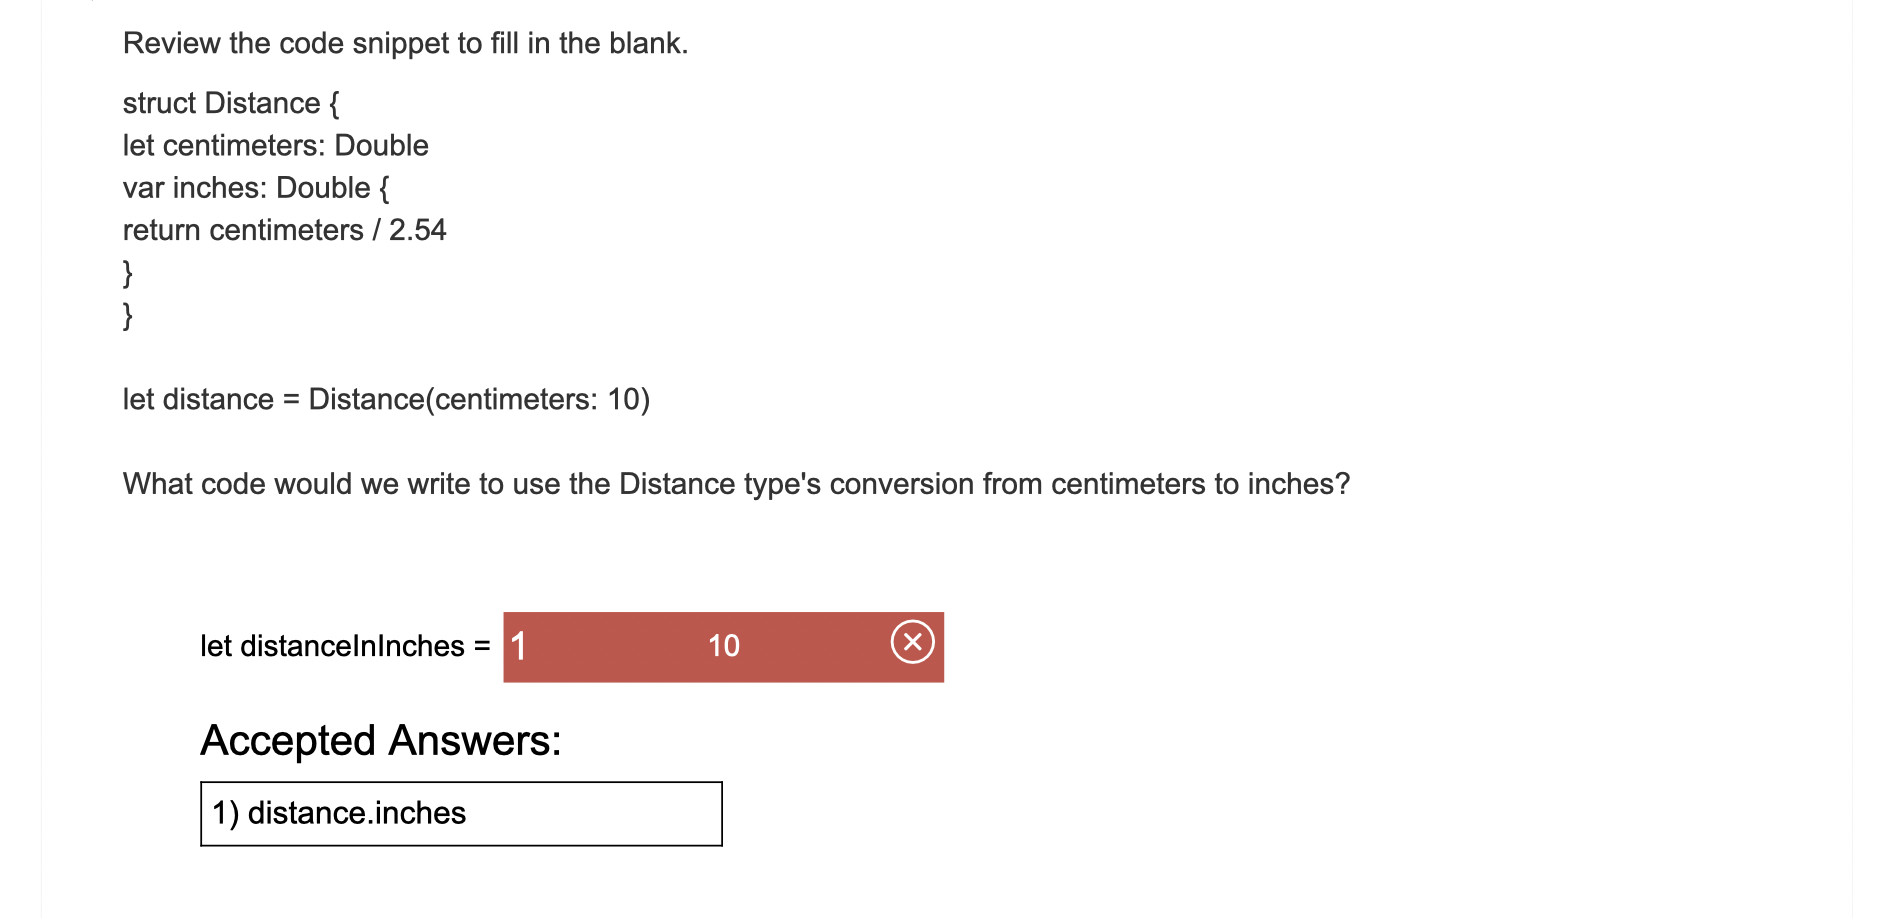 Review the code snippet to fill in the blank.
struct Distance {
let centimeters: Double
var inches: Double {
return centimeters / 2.54
}
}
let distance = Distance(centimeters: 10)
What code would we write to use the Distance type's conversion from centimeters to inches?
let distanceInInches = 1 10
Accepted Answers:
1) distance.inches